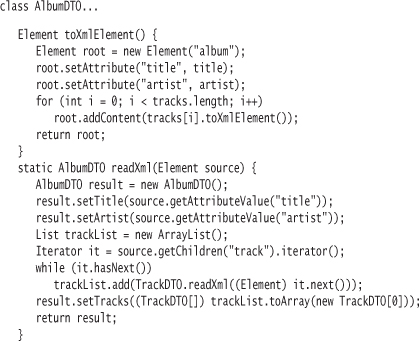 class AlbumDTO...
Element toXmlElement() {
Element root = new Element("album");
root.setAttribute("title", title);
root.setAttribute("artist", artist);
for (int i = 0; i < tracks.length; i++)
root.addContent(tracks[i].toXmlElement());
return root;
}
static AlbumDTO readXml(Element source) {
AlbumDTO result = new AlbumDTO();
result.setTitle(source.getAttributeValue("title"));
result.setArtist(source.getAttributeValue("artist"));
List trackList = new ArrayList();
Iterator it = source.getChildren("track").iterator();
while (it.hasNext())
trackList.add(TrackDTO.readXml((Element) it.next()));
result.setTracks((TrackDTO[]) trackList.toArray(new TrackDTO[0]));
return result;
}